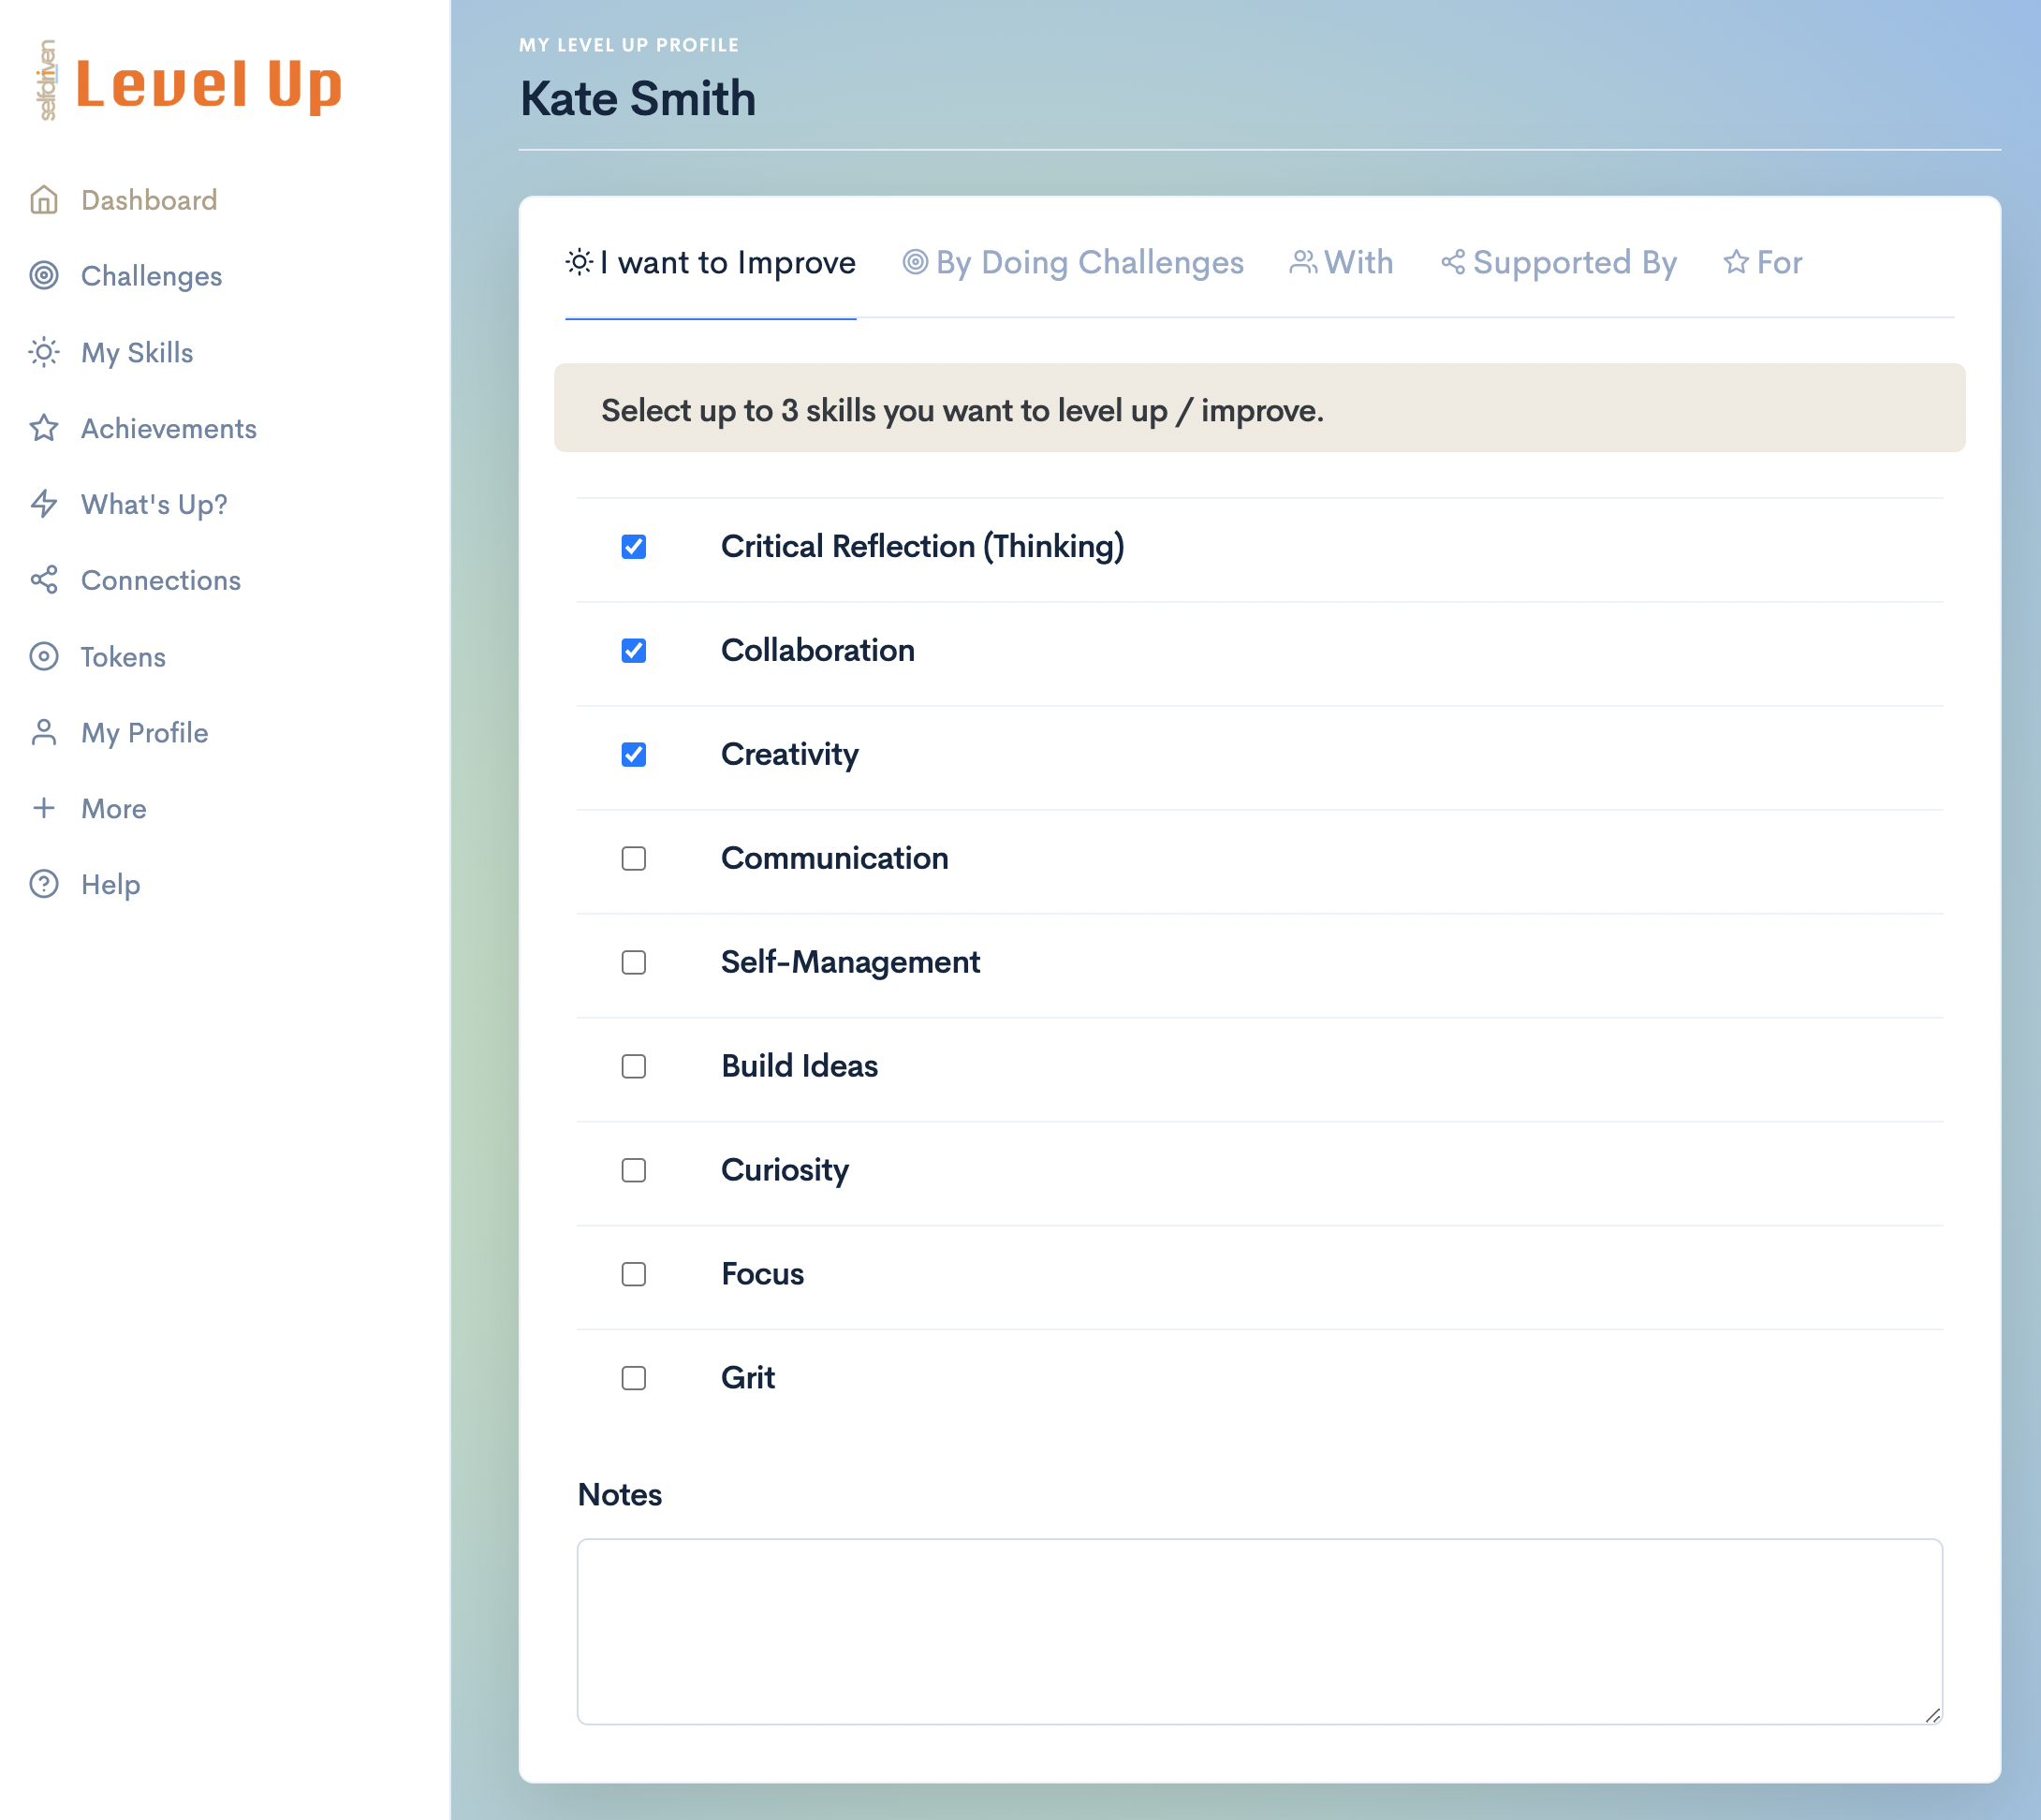 selfdriven
Level Up
Dashboard
Challenges
My Skills
Achievements
What's Up?
Connections
Tokens
My Profile
More
Help
MY LEVEL UP PROFILE
Kate Smith
I want to Improve
By Doing Challenges
With
Supported By
For
Select up to 3 skills you want to level up / improve.
Critical Reflection (Thinking)
Collaboration
Creativity
Communication
Self-Management
Build Ideas
Curiosity
Focus
Grit
Notes